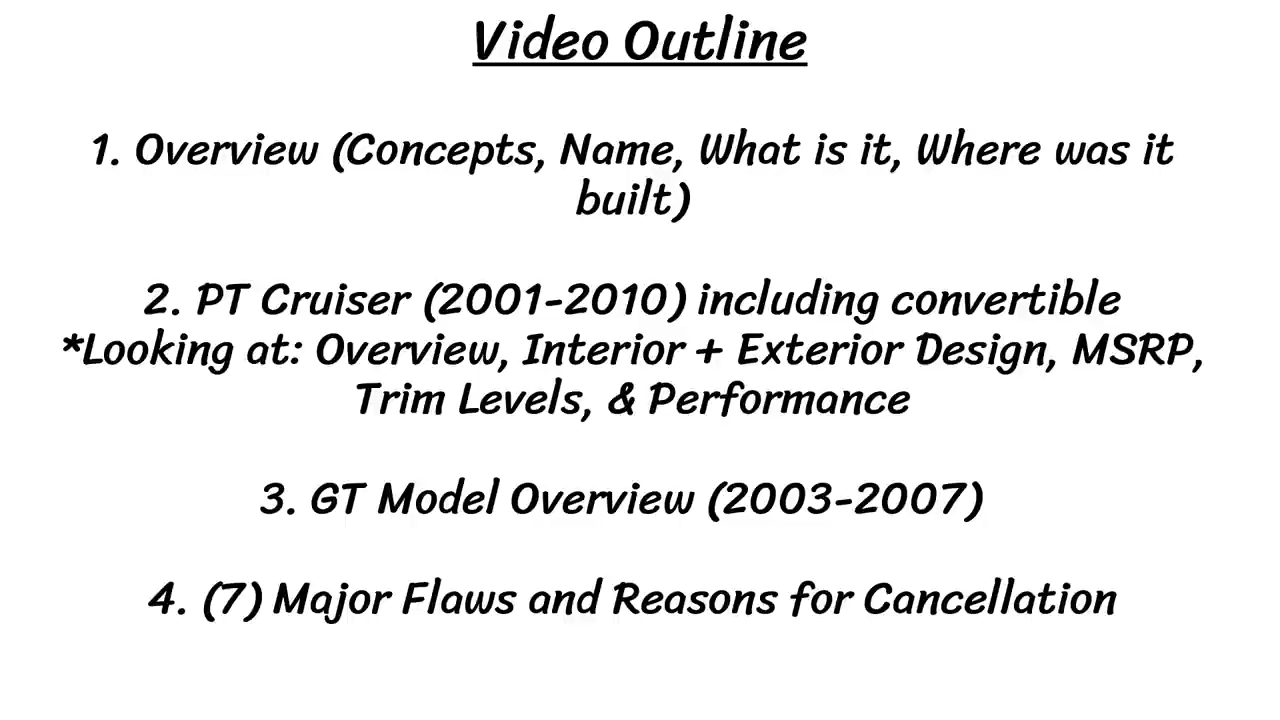 Video Outline
1. Overview (Concepts, Name, What is it, Where was it
built)
2. PT Cruiser (2001-2010) including convertible
*Looking at: Overview, Interior + Exterior Design, MSRP,
Trim Levels, & Performance
3. GT Model Overview (2003-2007)
4. (7) Major Flaws and Reasons for Cancellation